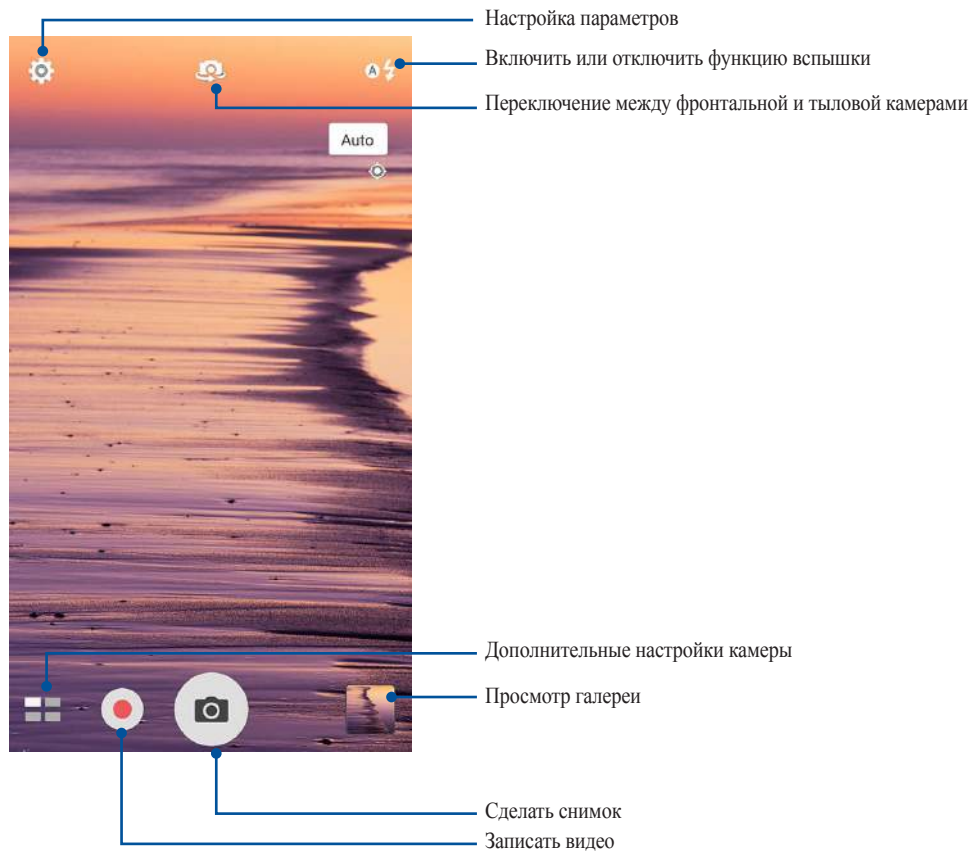 Настройка параметров
Включить или отключить функцию вспышки
Переключение между фронтальной и тыловой камерами
A
Auto
Дополнительные настройки камеры
Просмотр галереи
Сделать снимок
Записать видео